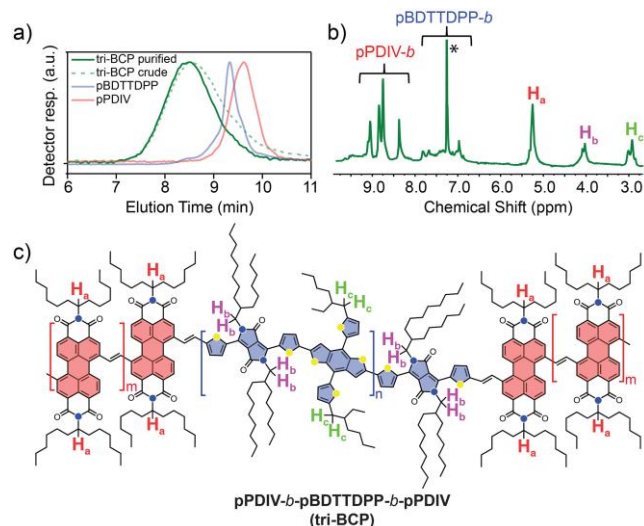 a)
Detector resp. (a.u.)
tri-BCP purified
tri-BCP crude
pBDTTDPP
pPDIV
6 7 8 9 10 11
Elution Time (min)
b)
pBDTTDPP-b
*
pPDIV-b
Ha
Hb
Hc
9.0 8.0 7.0 6.0 5.0 4.0 3.0
Chemical Shift (ppm)
c)
Ha
Ha
Hb
Hb
Hc
Hc
Ha
Ha
O N O
O N O
N O
O N
O N O
O N O
m
n
m
O N O
O N O
O N O
O N O
Hb
Hb
Hb
Hb
Hb
Hb
Hc
Hc
Ha
Ha
Ha
Ha
pPDIV-b-pBDTTDPP-b-pPDIV
(tri-BCP)